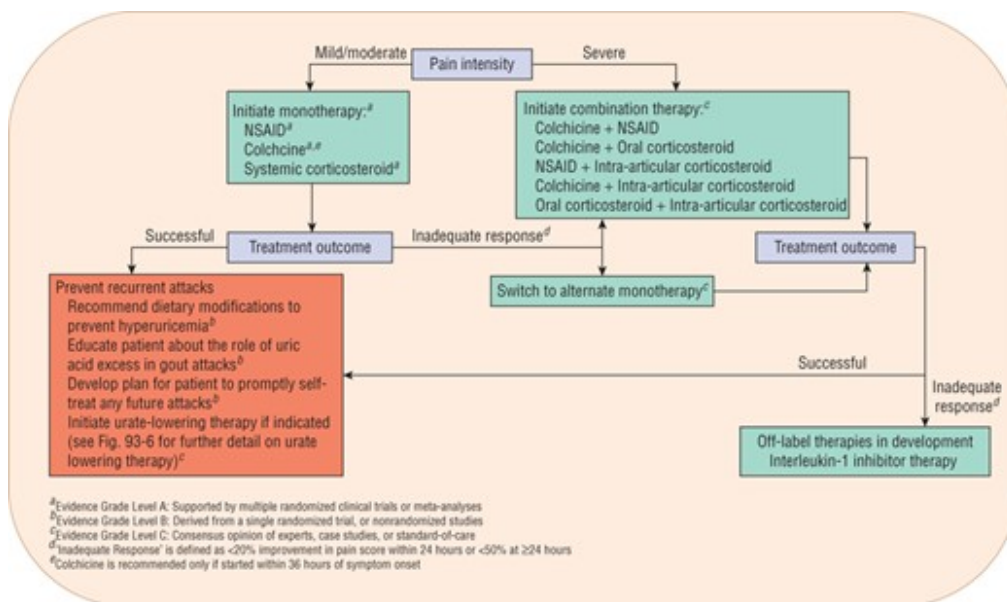 Mild/moderate
Pain intensity
Severe
Initiate monotherapy:a
NSAIDa
Colchcinea,e
Systemic corticosteroida
Initiate combination therapy:c
Colchicine + NSAID
Colchicine + Oral corticosteroid
NSAID + Intra-articular corticosteroid
Colchicine + Intra-articular corticosteroid
Oral corticosteroid + Intra-articular corticosteroid
Successful
Treatment outcome
Inadequate responsed
Treatment outcome
Switch to alternate monotherapyc
Prevent recurrent attacks
Recommend dietary modifications to
prevent hyperuricemiab
Educate patient about the role of uric
acid excess in gout attacksb
Develop plan for patient to promptly self-
treat any future attacksb
Initiate urate-lowering therapy if indicated
(see Fig. 93-6 for further detail on urate
lowering therapy)c
Successful
Inadequate
responsed
Off-label therapies in development
Interleukin-1 inhibitor therapy
aEvidence Grade Level A: Supported by multiple randomized clinical trials or meta-analyses
bEvidence Grade Level B: Derived from a single randomized trial, or nonrandomized studies
cEvidence Grade Level C: Consensus opinion of experts, case studies, or standard-of-care
d'Inadequate Response' is defined as <20% improvement in pain score within 24 hours or <50% at ≥24 hours
eColchicine is recommended only if started within 36 hours of symptom onset